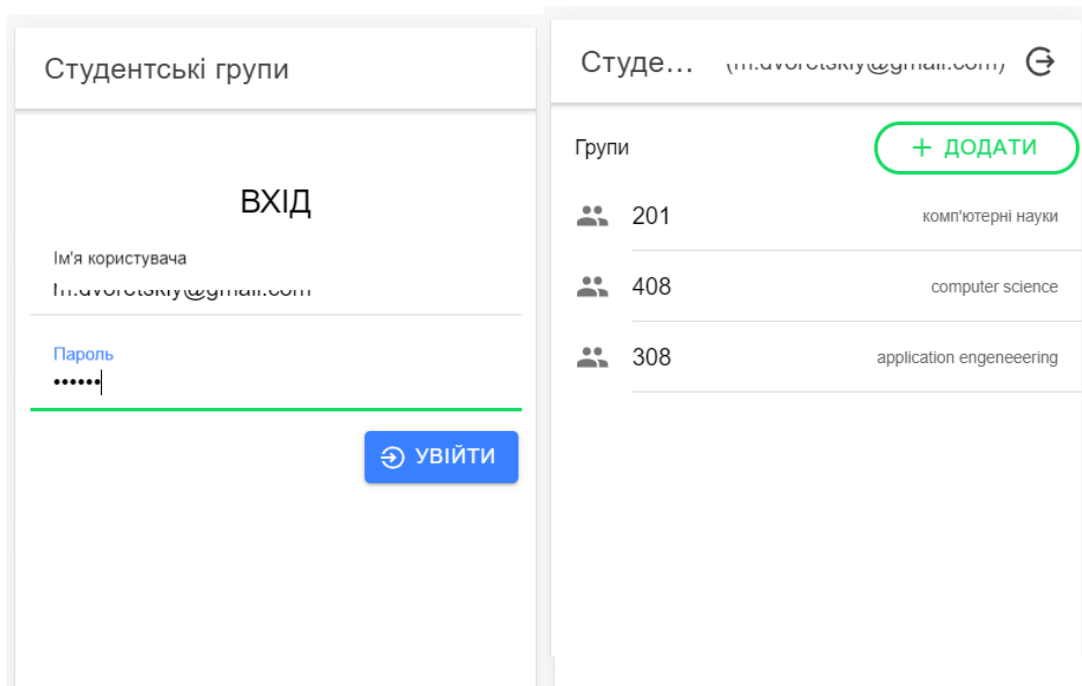 Студентські групи
ВХІД
Ім'я користувача
Пароль
••••••
УВІЙТИ
Студе...
Групи
+ ДОДАТИ
201 комп'ютерні науки
408 computer science
308 application engeneeering